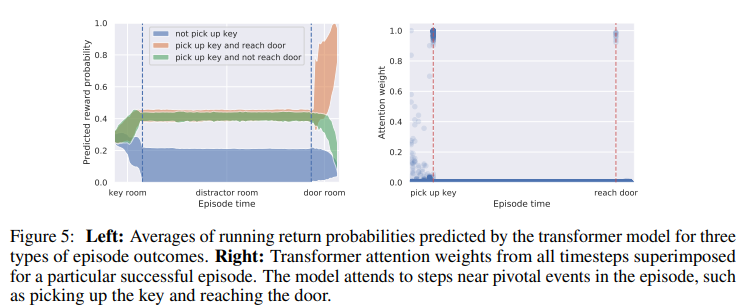 1.0
0.8
0.6
0.4
0.2
0.0
Predicted reward probability
not pick up key
pick up key and reach door
pick up key and not reach door
key room
distractor room
door room
Episode time
1.0
0.8
0.6
0.4
0.2
0.0
Attention weight
pick up key
reach door
Episode time
Figure 5: Left: Averages of running return probabilities predicted by the transformer model for three
types of episode outcomes. Right: Transformer attention weights from all timesteps superimposed
for a particular successful episode. The model attends to steps near pivotal events in the episode, such
as picking up the key and reaching the door.